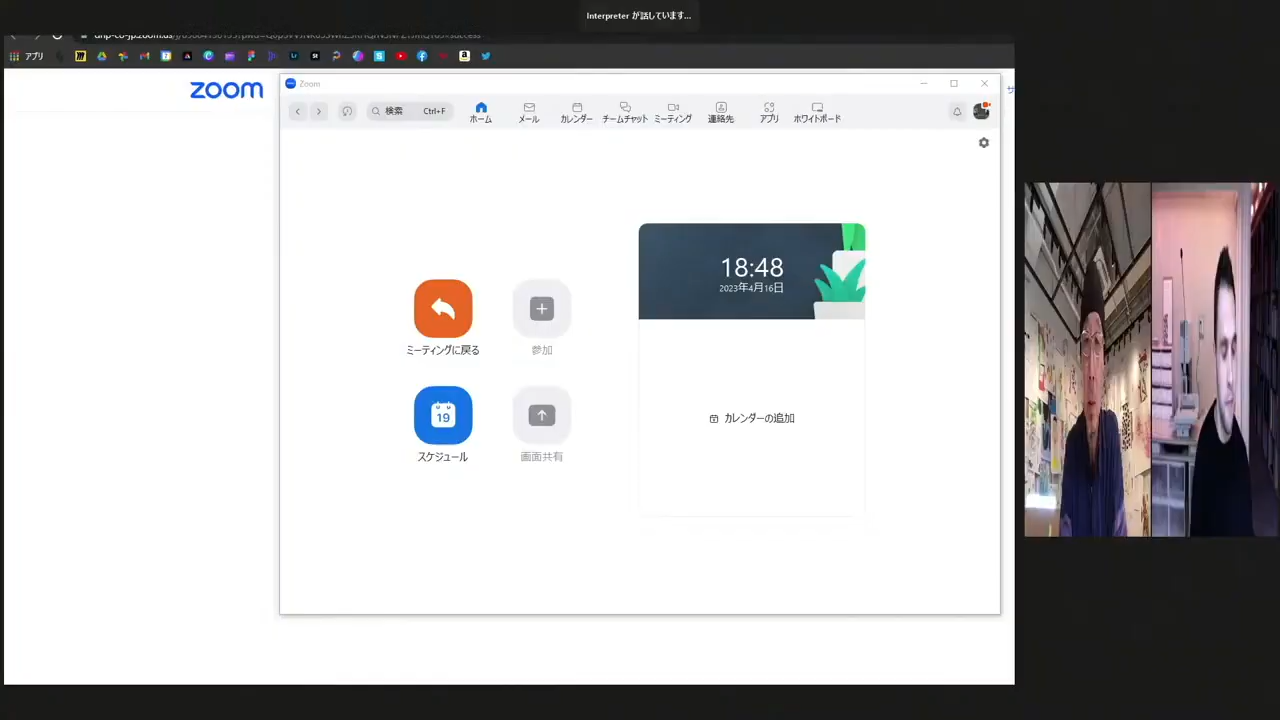 Interpreter が話しています...
アプリ
zoom
Zoom
検索 Ctrl+F
ホーム
メール
カレンダー
チームチャット
ミーティング
連絡先
アプリ
ホワイトボード
18:48
2023年4月16日
ミーティングに戻る
参加
19
スケジュール
画面共有
カレンダーの追加